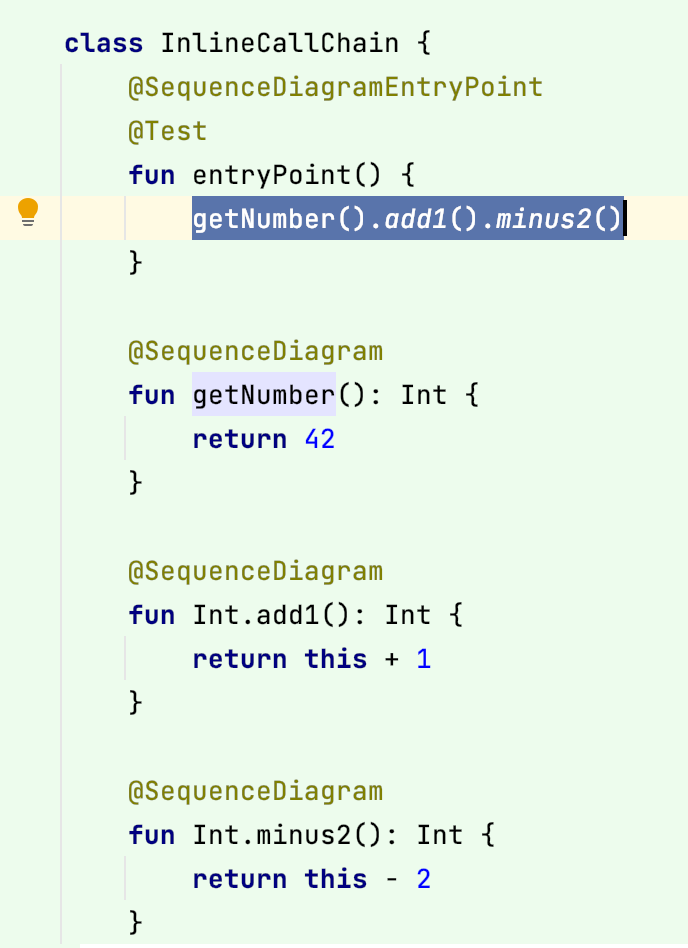 class InlineCallChain {
    @SequenceDiagramEntryPoint
    @Test
    fun entryPoint() {
        getNumber().add1().minus2()
    }

    @SequenceDiagram
    fun getNumber(): Int {
        return 42
    }

    @SequenceDiagram
    fun Int.add1(): Int {
        return this + 1
    }

    @SequenceDiagram
    fun Int.minus2(): Int {
        return this - 2
    }